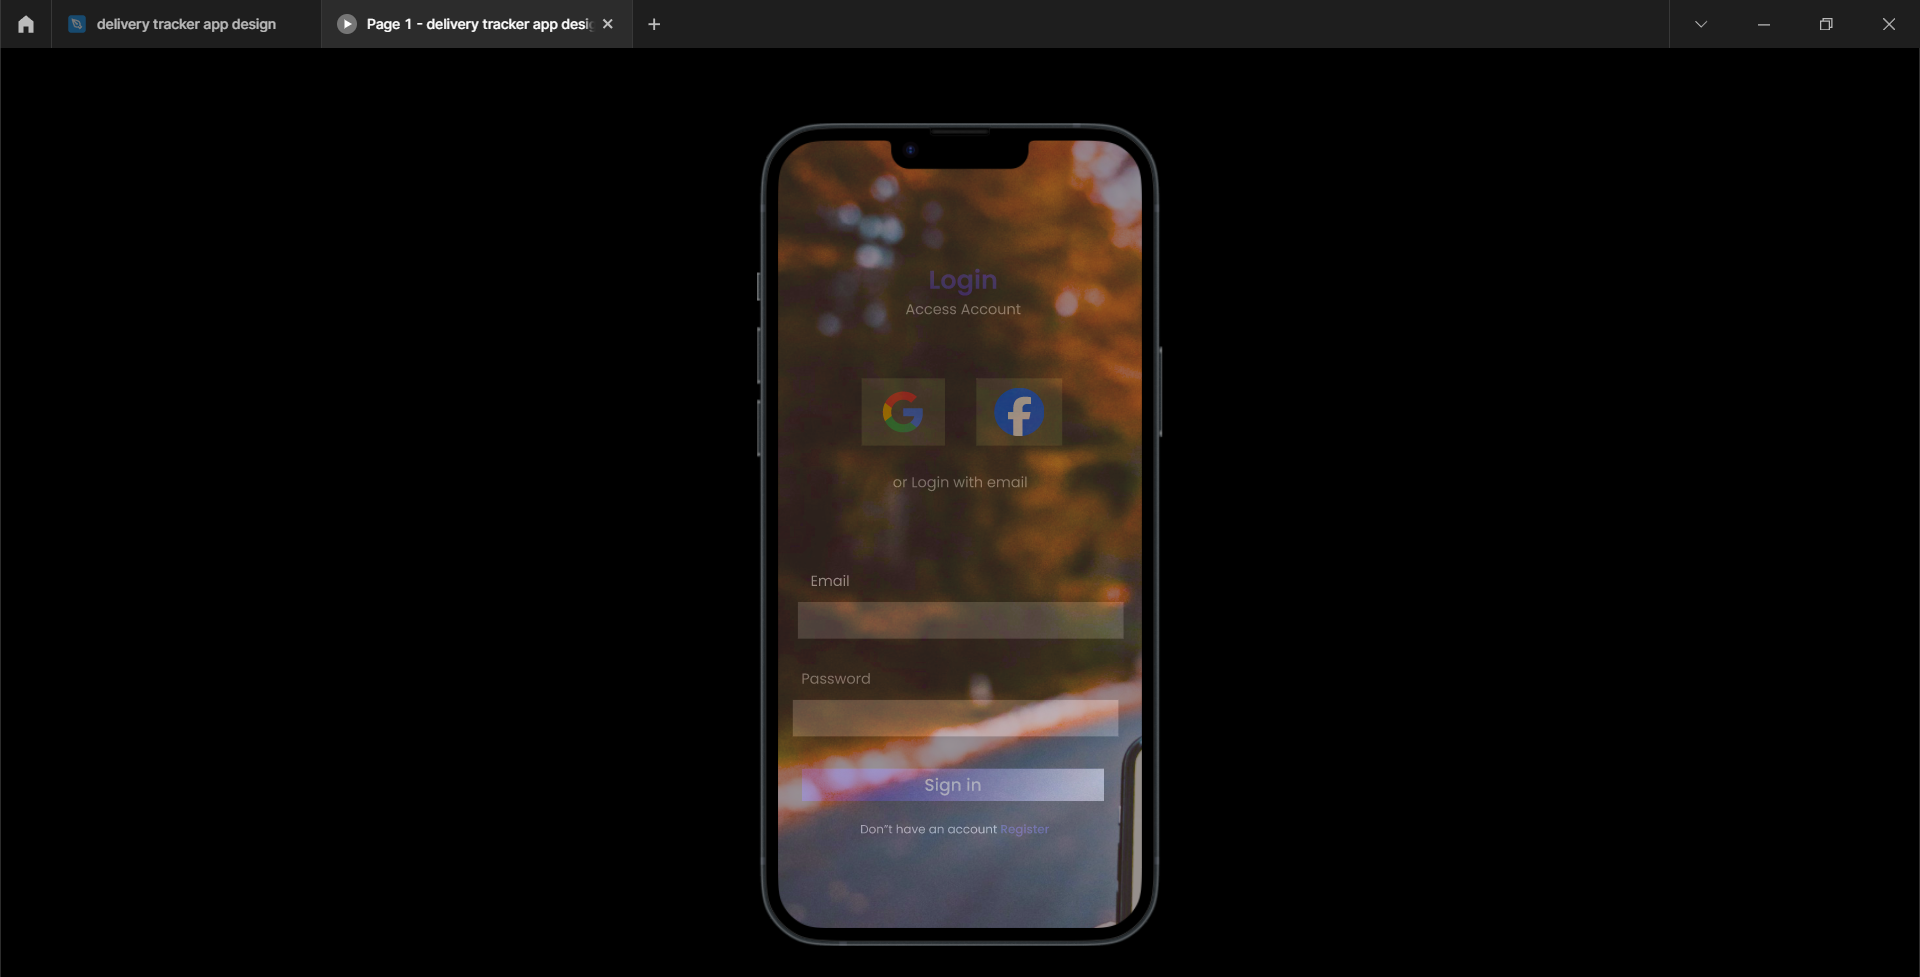 delivery tracker app design
Page 1 - delivery tracker app desi
Login
Access Account
or Login with email
Email
Password
Sign in
Don"t have an account Register